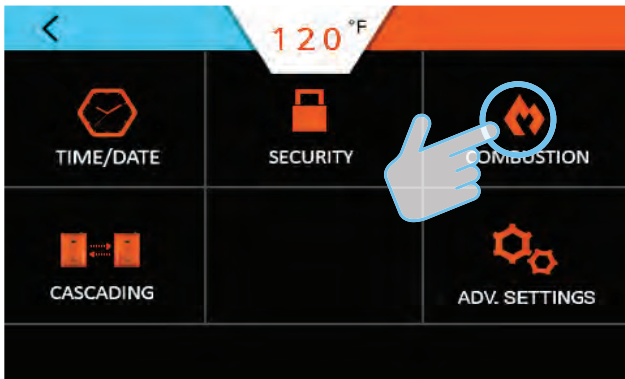 120°F
TIME/DATE
SECURITY
COMBUSTION
CASCADING
ADV. SETTINGS